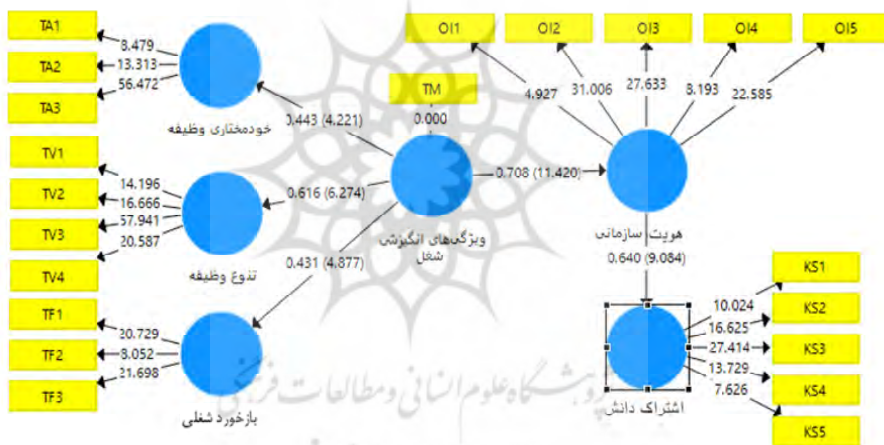 TA1
TA2
TA3
8.479
13.313
56.472
خودمختاری وظیفه
TV1
TV2
TV3
TV4
14.196
16.666
57.941
20.587
تنوع وظیفه
TF1
TF2
TF3
20.729
8.052
21.698
بازخورد شغلی
0.443 (4.221)
0.616 (6.274)
0.431 (4.877)
TM
0.000
ویژگی‌های انگیزشی
شغل
0.708 (11.420)
OI1
OI2
OI3
OI4
OI5
4.927
31.006
27.633
8.193
22.585
هویت سازمانی
0.640 (9.084)
KS1
KS2
KS3
KS4
KS5
10.024
16.625
27.414
13.729
7.626
اشتراک دانش
پژوهشگاه علوم انسانی و مطالعات فرهنگی